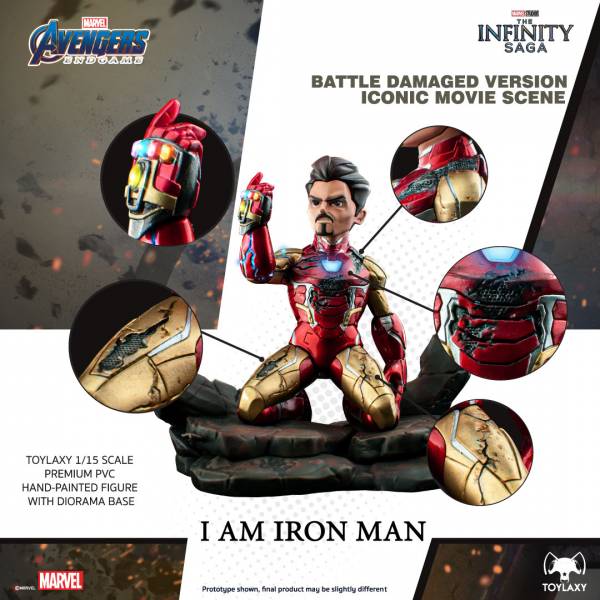 MARVEL
AVENGERS
ENDGAME
MARVEL STUDIOS
THE
INFINITY
SAGA
BATTLE DAMAGED VERSION
ICONIC MOVIE SCENE
TOYLAXY 1/15 SCALE
PREMIUM PVC
HAND-PAINTED FIGURE
WITH DIORAMA BASE
I AM IRON MAN
©MARVEL
MARVEL
Prototype shown, final product may be slightly different
TOYLAXY